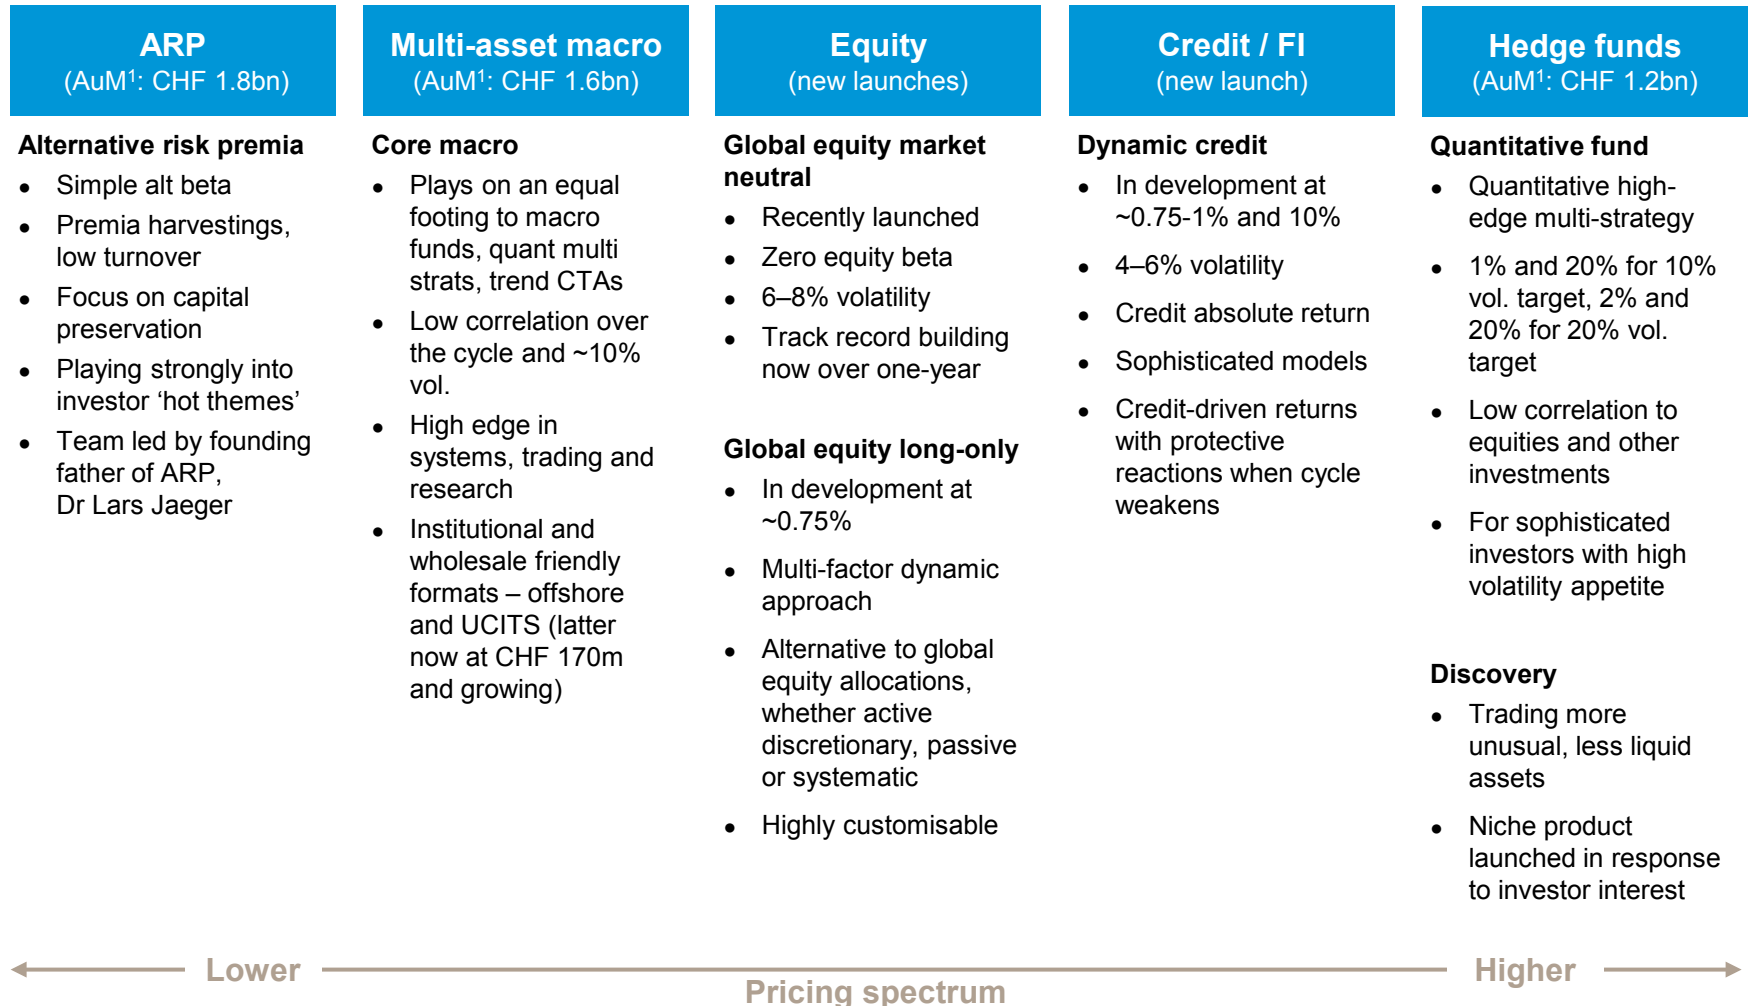 ARP
(AuM¹: CHF 1.8bn)
Alternative risk premia
● Simple alt beta
● Premia harvestings,
low turnover
● Focus on capital
preservation
● Playing strongly into
investor ‘hot themes’
● Team led by founding
father of ARP,
Dr Lars Jaeger
Multi-asset macro
(AuM¹: CHF 1.6bn)
Core macro
● Plays on an equal
footing to macro
funds, quant multi
strats, trend CTAs
● Low correlation over
the cycle and ~10%
vol.
● High edge in
systems, trading and
research
● Institutional and
wholesale friendly
formats – offshore
and UCITS (latter
now at CHF 170m
and growing)
Equity
(new launches)
Global equity market
neutral
● Recently launched
● Zero equity beta
● 6–8% volatility
● Track record building
now over one-year
Global equity long-only
● In development at
~0.75%
● Multi-factor dynamic
approach
● Alternative to global
equity allocations,
whether active
discretionary, passive
or systematic
● Highly customisable
Credit / FI
(new launch)
Dynamic credit
● In development at
~0.75-1% and 10%
● 4–6% volatility
● Credit absolute return
● Sophisticated models
● Credit-driven returns
with protective
reactions when cycle
weakens
Hedge funds
(AuM¹: CHF 1.2bn)
Quantitative fund
● Quantitative high-
edge multi-strategy
● 1% and 20% for 10%
vol. target, 2% and
20% for 20% vol.
target
● Low correlation to
equities and other
investments
● For sophisticated
investors with high
volatility appetite
Discovery
● Trading more
unusual, less liquid
assets
● Niche product
launched in response
to investor interest
Lower
Higher
Pricing spectrum